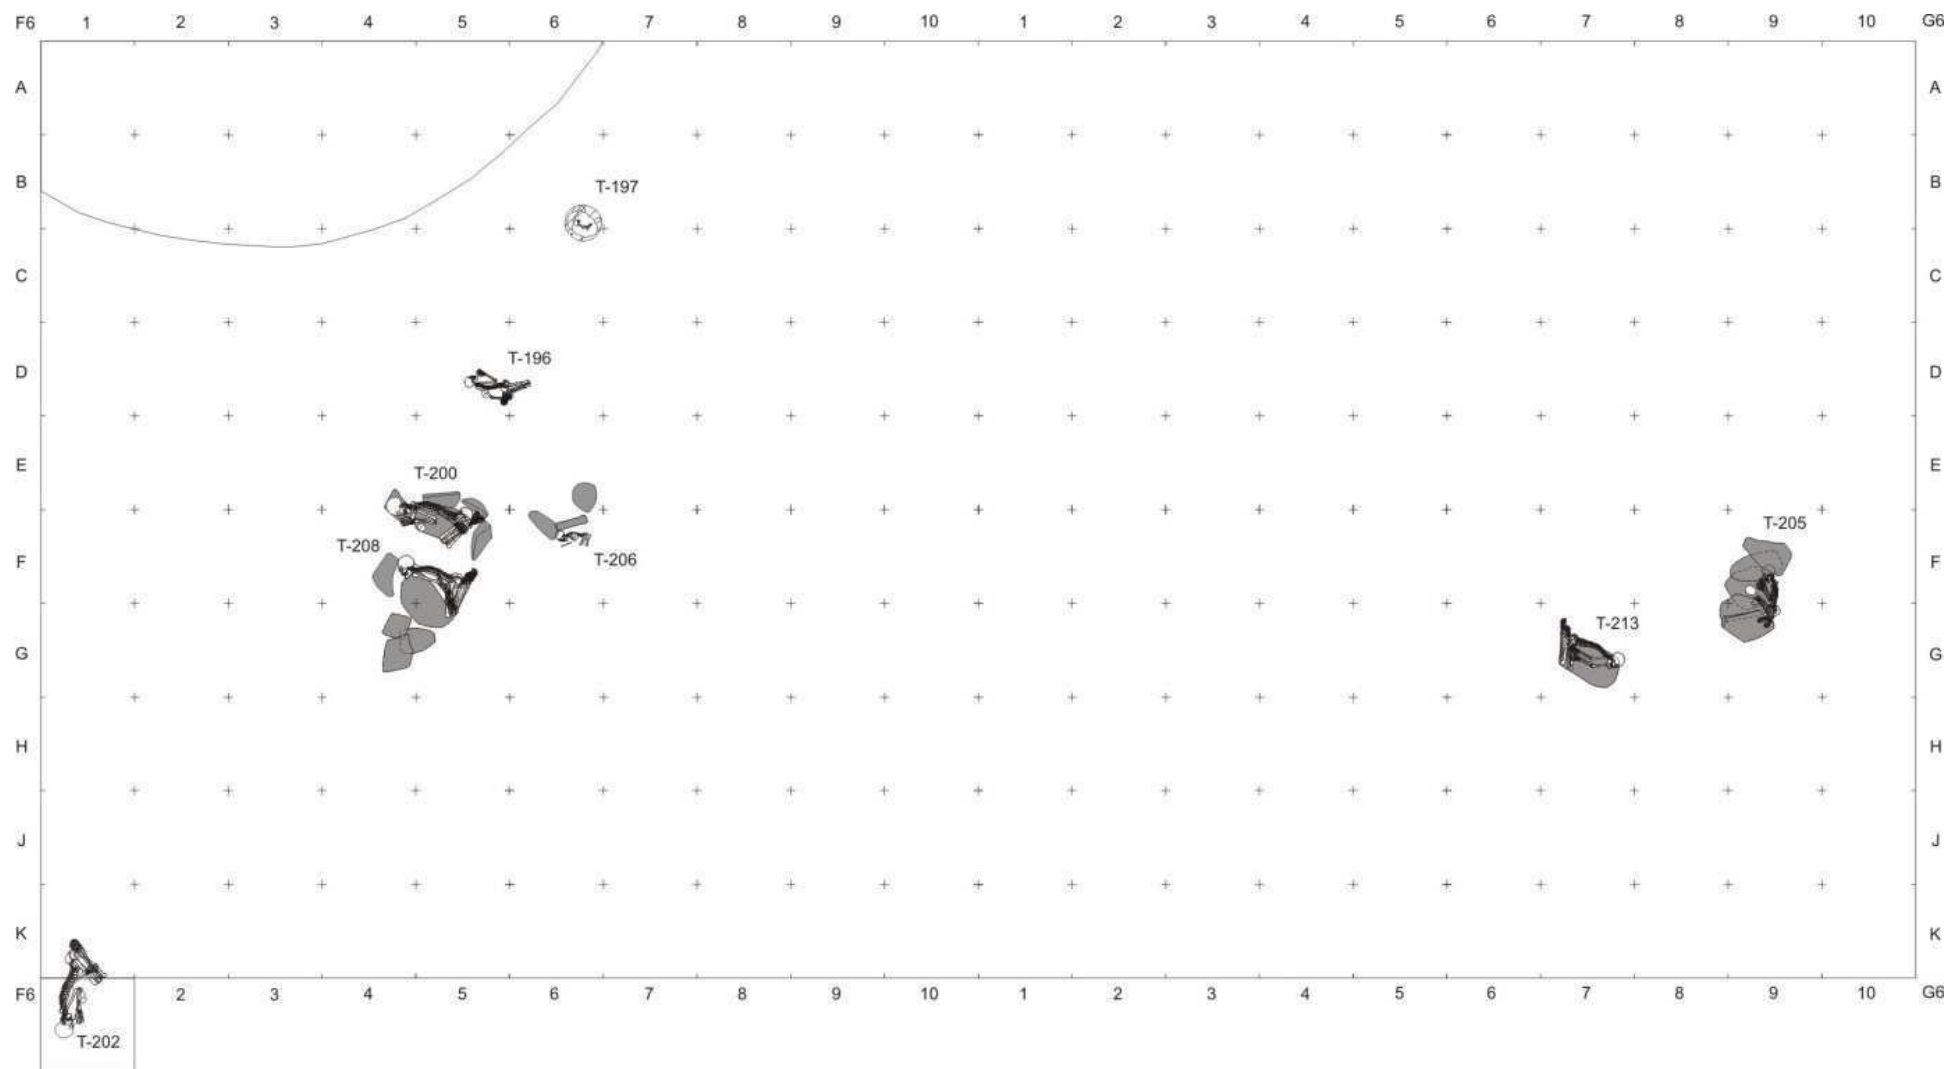 F6 1 2 3 4 5 6 7 8 9 10 1 2 3 4 5 6 7 8 9 10 G6
A A
B B
T-197
C C
D D
T-196
E E
T-200
T-205
T-208
F F
T-206
T-213
G G
H H
J J
K K
F6 2 3 4 5 6 7 8 9 10 1 2 3 4 5 6 7 8 9 10 G6
T-202